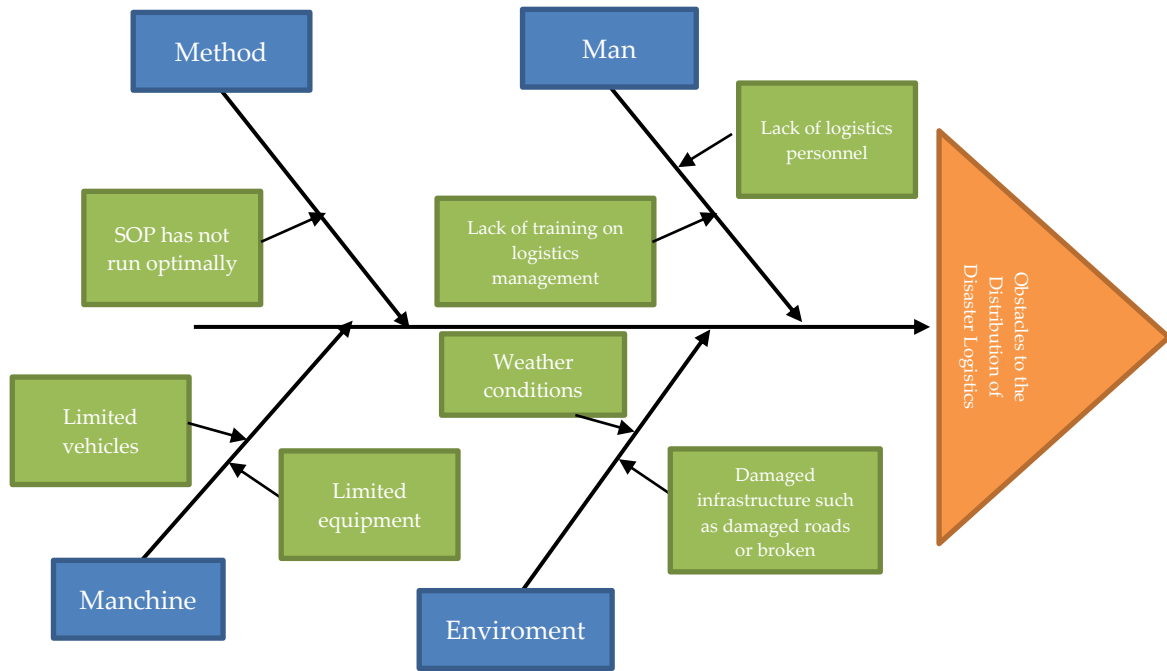 Method
Man
Lack of logistics
personnel
SOP has not
run optimally
Lack of training on
logistics
management
Obstacles to the
Distribution of
Disaster Logistics
Weather
conditions
Limited
vehicles
Limited
equipment
Damaged
infrastructure such
as damaged roads
or broken
Manchine
Enviroment